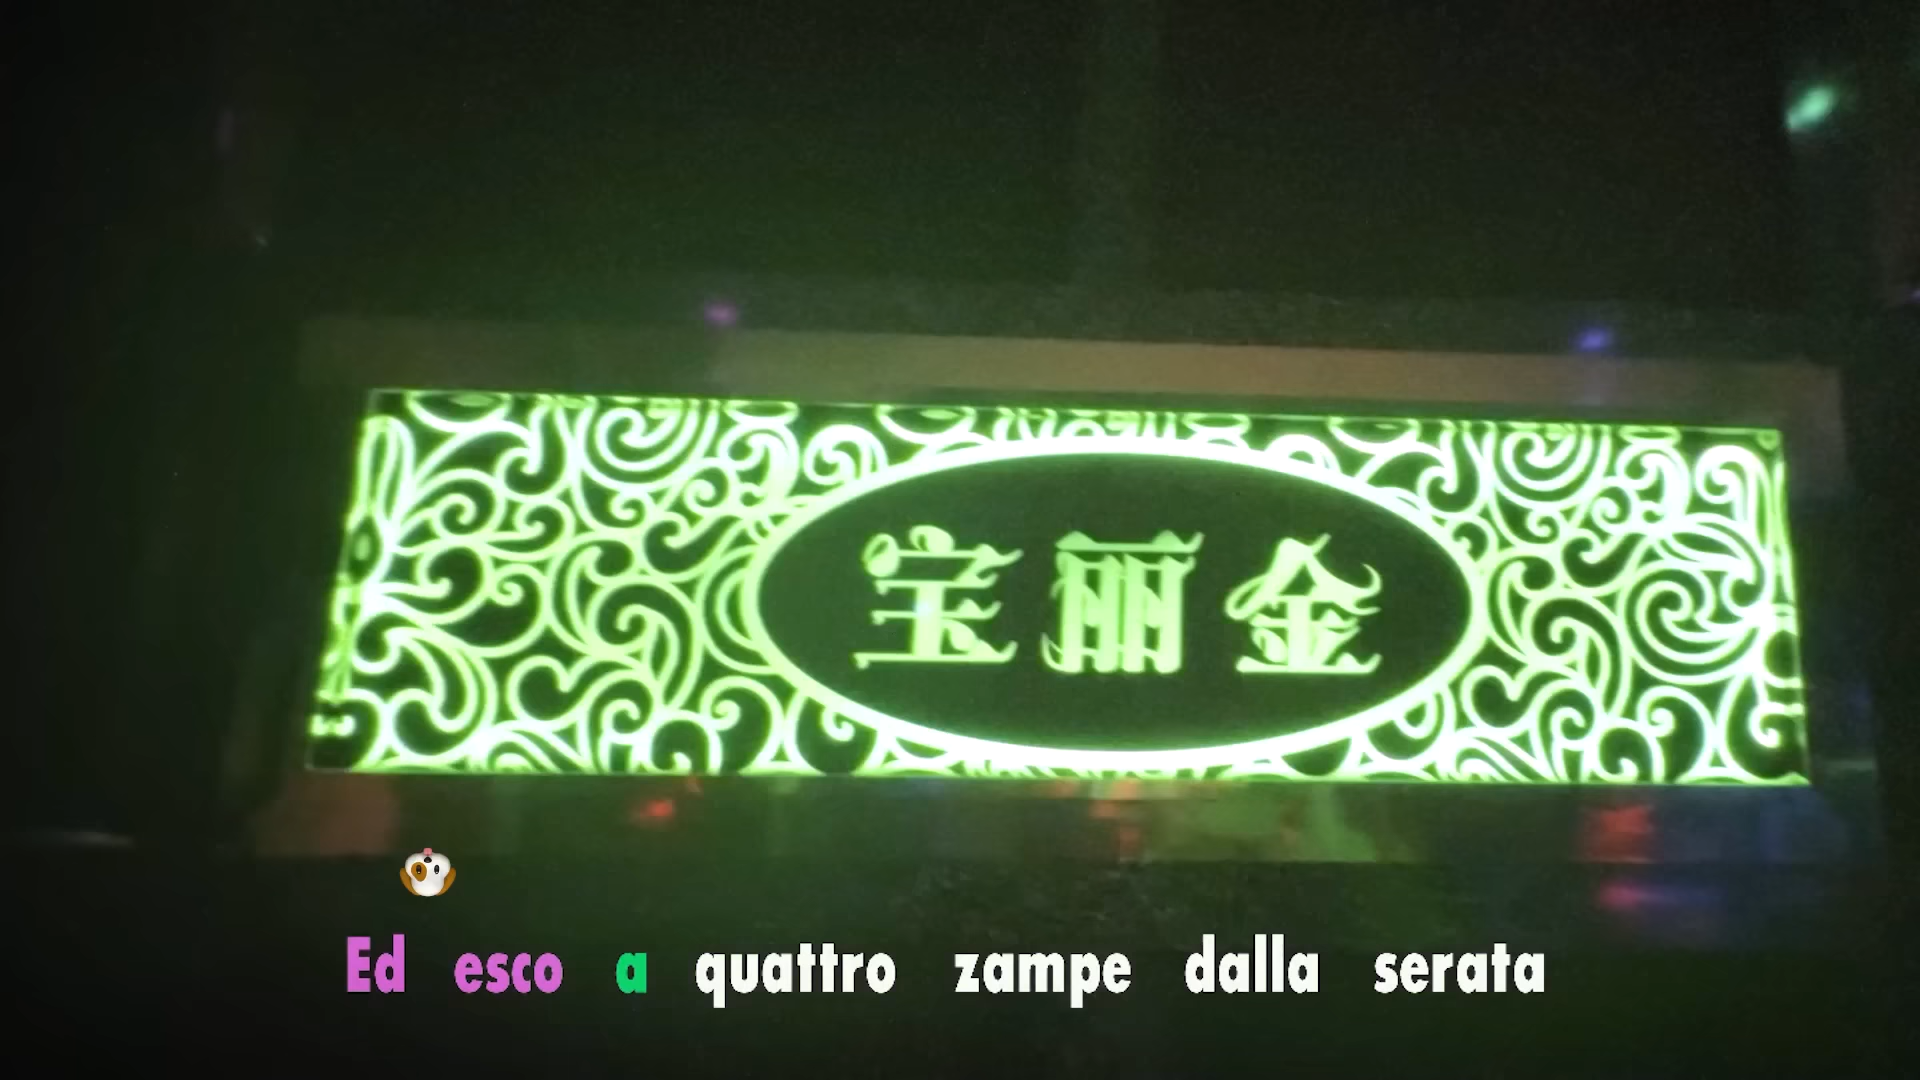 宝丽金
Ed esco a quattro zampe dalla serata